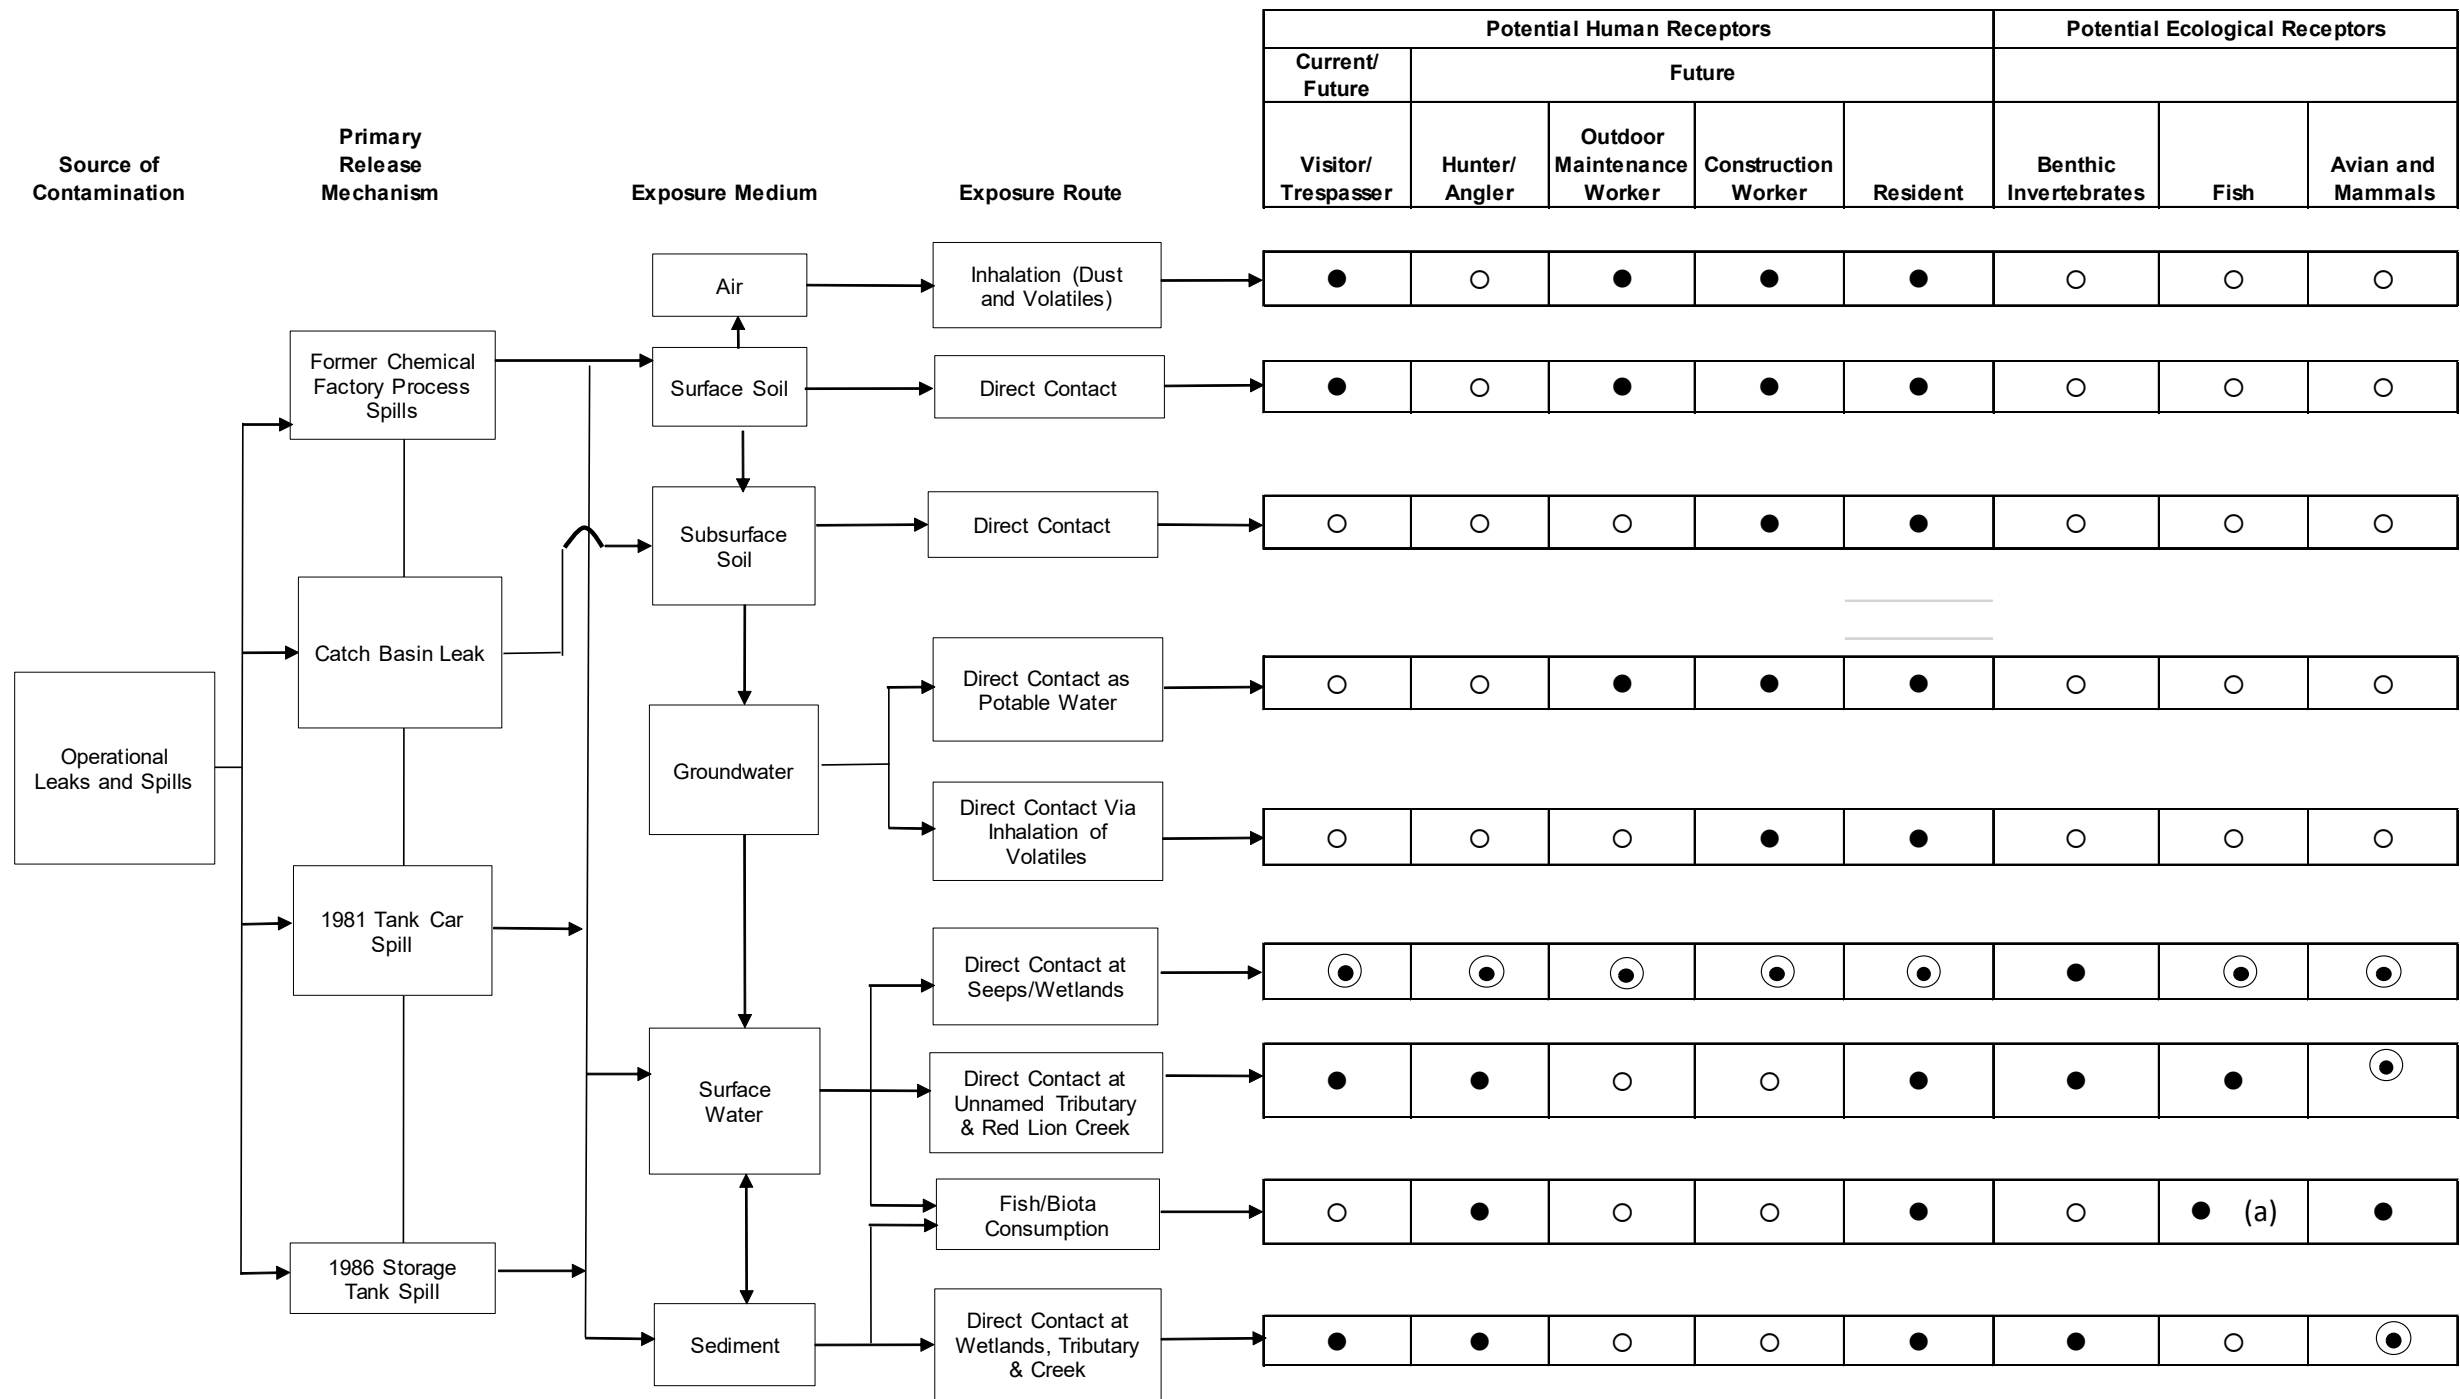 Potential Human Receptors
Potential Ecological Receptors
Current/
Future
Future
Source of
Contamination
Primary
Release
Mechanism
Exposure Medium
Exposure Route
Visitor/
Trespasser
Hunter/
Angler
Outdoor
Maintenance
Worker
Construction
Worker
Resident
Benthic
Invertebrates
Fish
Avian and
Mammals
Air
Inhalation (Dust
and Volatiles)
Former Chemical
Factory Process
Spills
Surface Soil
Direct Contact
Subsurface
Soil
Direct Contact
Catch Basin Leak
Direct Contact as
Potable Water
Operational
Leaks and Spills
Groundwater
Direct Contact Via
Inhalation of
Volatiles
1981 Tank Car
Spill
Direct Contact at
Seeps/Wetlands
Surface
Water
Direct Contact at
Unnamed Tributary
& Red Lion Creek
Fish/Biota
Consumption
(a)
1986 Storage
Tank Spill
Sediment
Direct Contact at
Wetlands, Tributary
& Creek